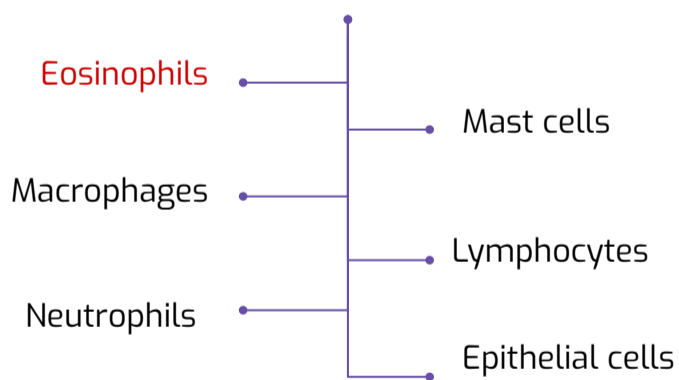 Eosinophils
Mast cells
Macrophages
Lymphocytes
Neutrophils
Epithelial cells